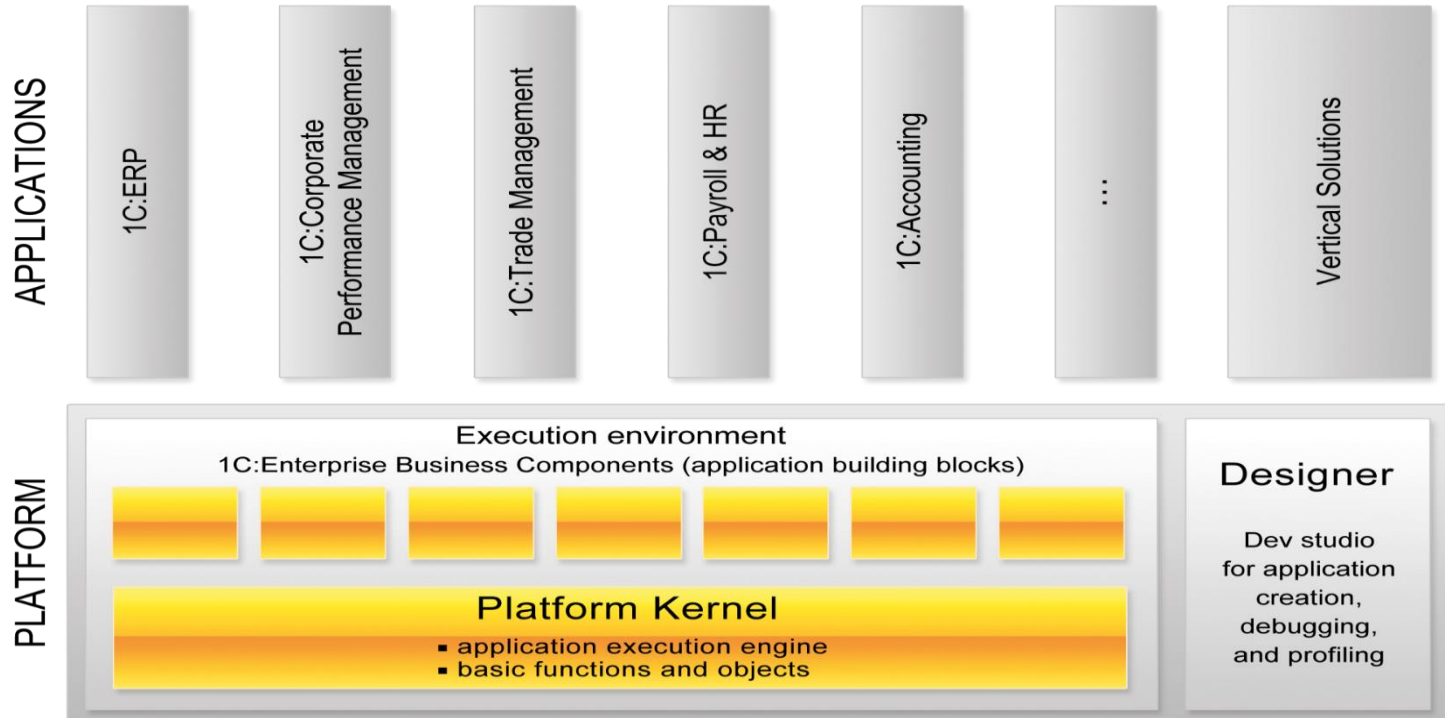 APPLICATIONS
1C:ERP
1C:Corporate
Performance Management
1C:Trade Management
1C:Payroll & HR
1C:Accounting
...
Vertical Solutions
PLATFORM
Execution environment
1C:Enterprise Business Components (application building blocks)
Platform Kernel
▪ application execution engine
▪ basic functions and objects
Designer
Dev studio
for application
creation,
debugging,
and profiling